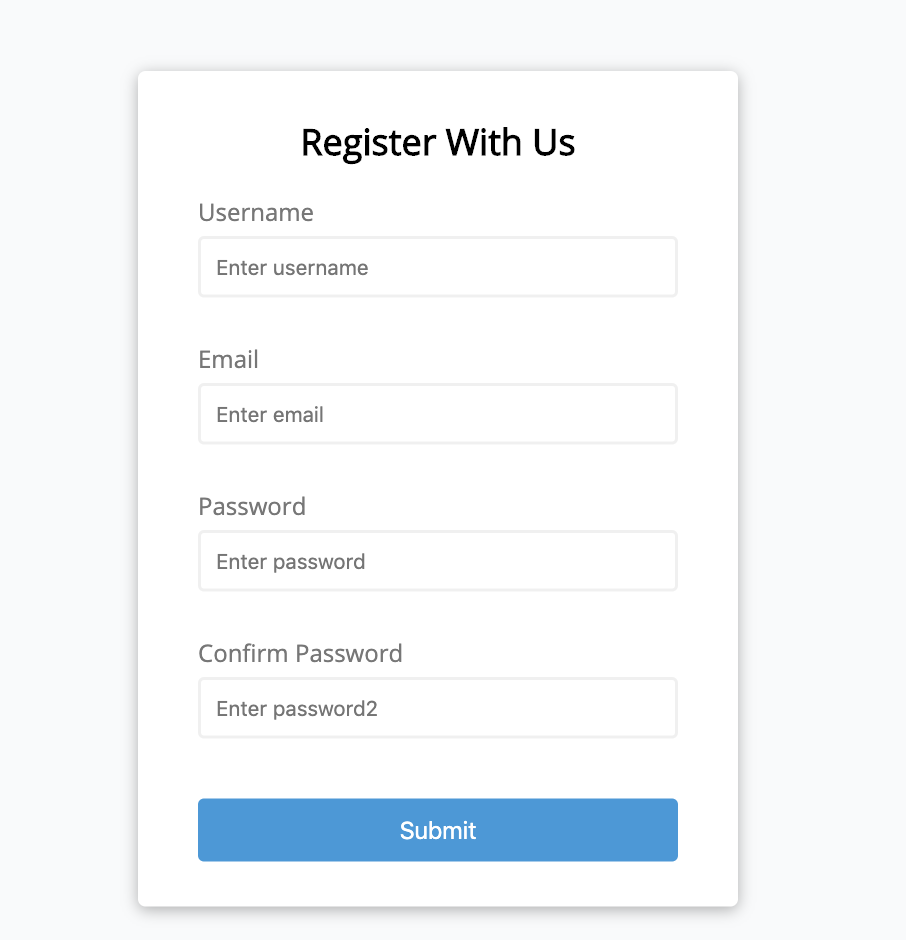 Register With Us
Username
Enter username
Email
Enter email
Password
Enter password
Confirm Password
Enter password2
Submit